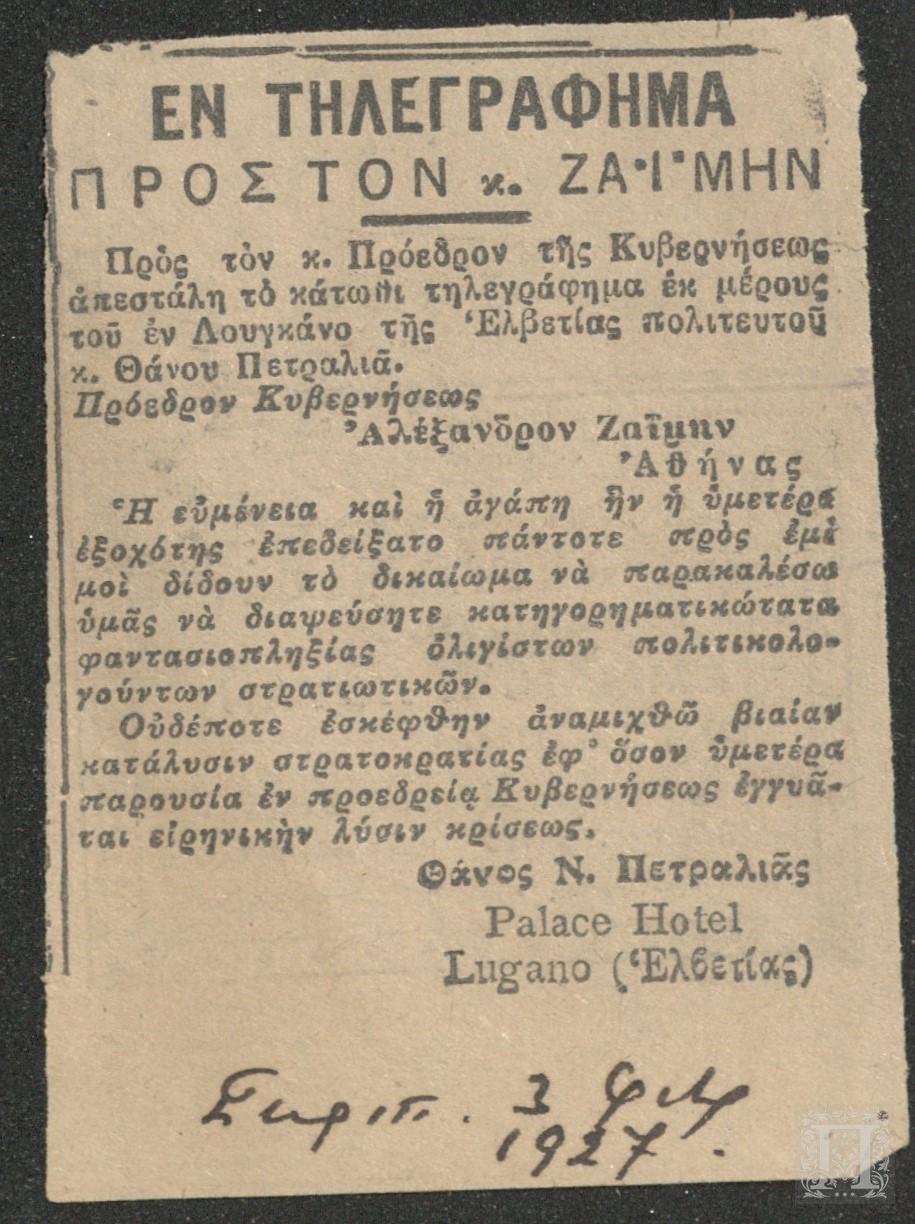 ΕΝ ΤΗΛΕΓΡΑΦΗΜΑ
ΠΡΟΣ ΤΟΝ κ. ΖΑ·Ι·ΜΗΝ
Πρὸς τὸν κ. Πρόεδρον τῆς Κυβερνήσεως
ἀπεστάλη τὸ κάτωθι τηλεγράφημα ἐκ μέρους
τοῦ ἐν Λουγκάνο τῆς Ἑλβετίας πολιτευτοῦ
κ. Θάνου Πετραλιᾶ.
Πρόεδρον Κυβερνήσεως
Ἀλέξανδρον Ζαΐμην
Ἀθήνας
Ἡ εὐμένεια καὶ ἡ ἀγάπη ἣν ἡ ὑμετέρα
ἐξοχότης ἐπεδείξατο πάντοτε πρὸς ἐμὲ
μοὶ δίδουν τὸ δικαίωμα νὰ παρακαλέσω
ὑμᾶς νὰ διαψεύσητε κατηγορηματικώτατα
φαντασιοπληξίας ὀλιγίστων πολιτικολο-
γούντων στρατιωτικῶν.
Οὐδέποτε ἐσκέφθην ἀναμιχθῶ βιαίαν
κατάλυσιν στρατοκρατίας ἐφ᾽ ὅσον ὑμετέρα
παρουσία ἐν προεδρείᾳ Κυβερνήσεως ἐγγυᾶ-
ται εἰρηνικὴν λύσιν κρίσεως.
Θάνος Ν. Πετραλιᾶς
Palace Hotel
Lugano (Ἑλβετίας)
3
1927.